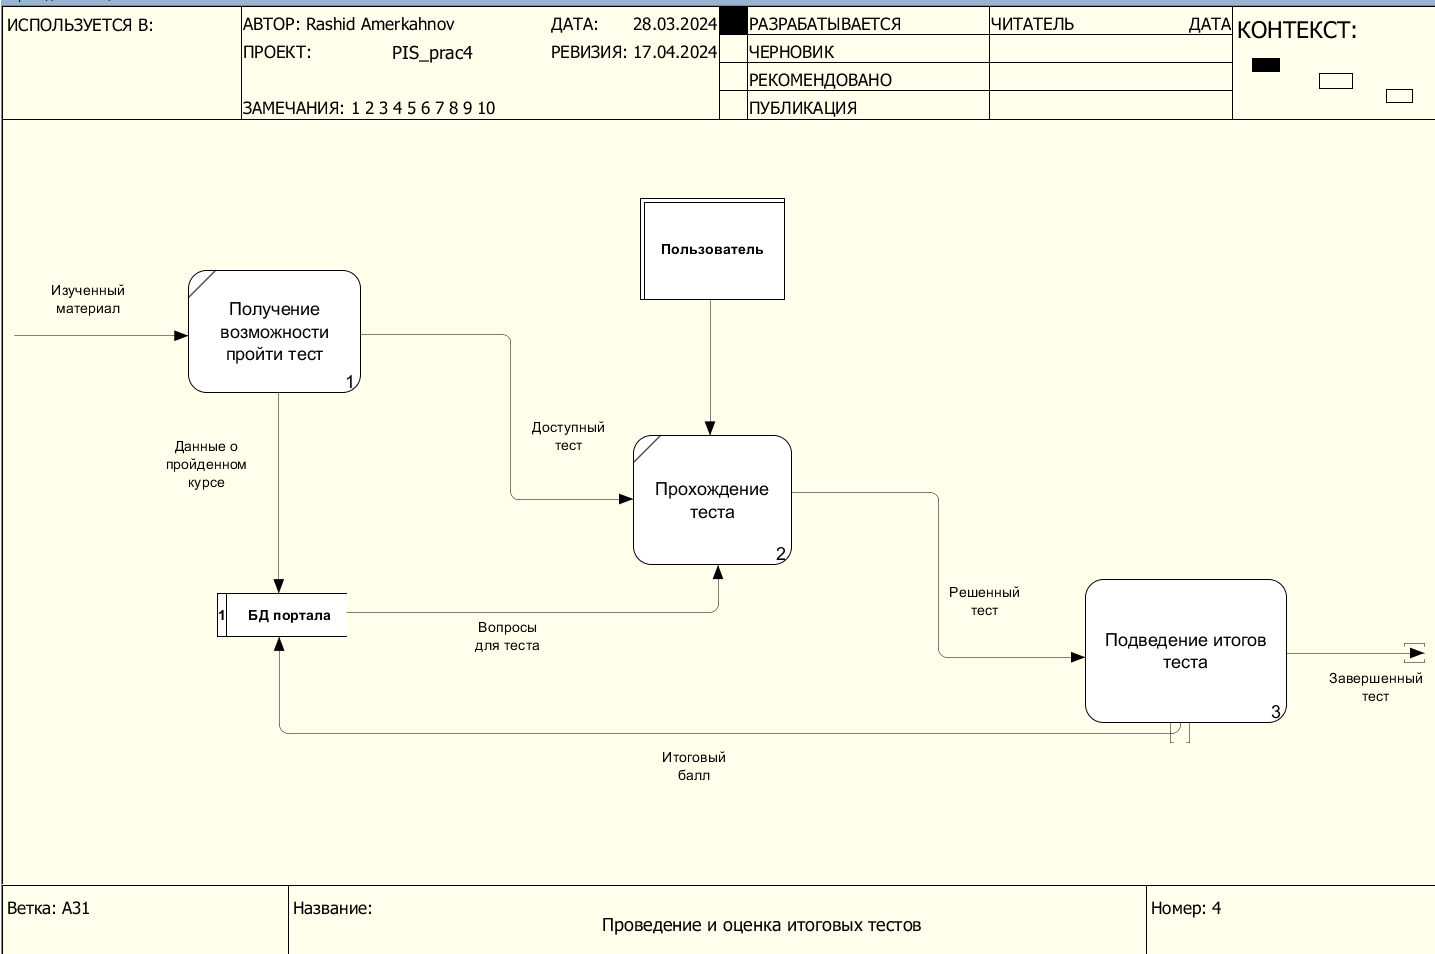 ИСПОЛЬЗУЕТСЯ В:
АВТОР: Rashid Amerkahnov
ДАТА: 28.03.2024
ПРОЕКТ: PIS_prac4
РЕВИЗИЯ: 17.04.2024
ЗАМЕЧАНИЯ: 1 2 3 4 5 6 7 8 9 10
РАЗРАБАТЫВАЕТСЯ
ЧЕРНОВИК
РЕКОМЕНДОВАНО
ПУБЛИКАЦИЯ
ЧИТАТЕЛЬ
ДАТА
КОНТЕКСТ:
Пользователь
Изученный
материал
Получение
возможности
пройти тест
1
Доступный
тест
Данные о
пройденном
курсе
Прохождение
теста
2
1 БД портала
Вопросы
для теста
Решенный
тест
Подведение итогов
теста
3
Завершенный
тест
Итоговый
балл
Ветка: A31
Название:
Проведение и оценка итоговых тестов
Номер: 4